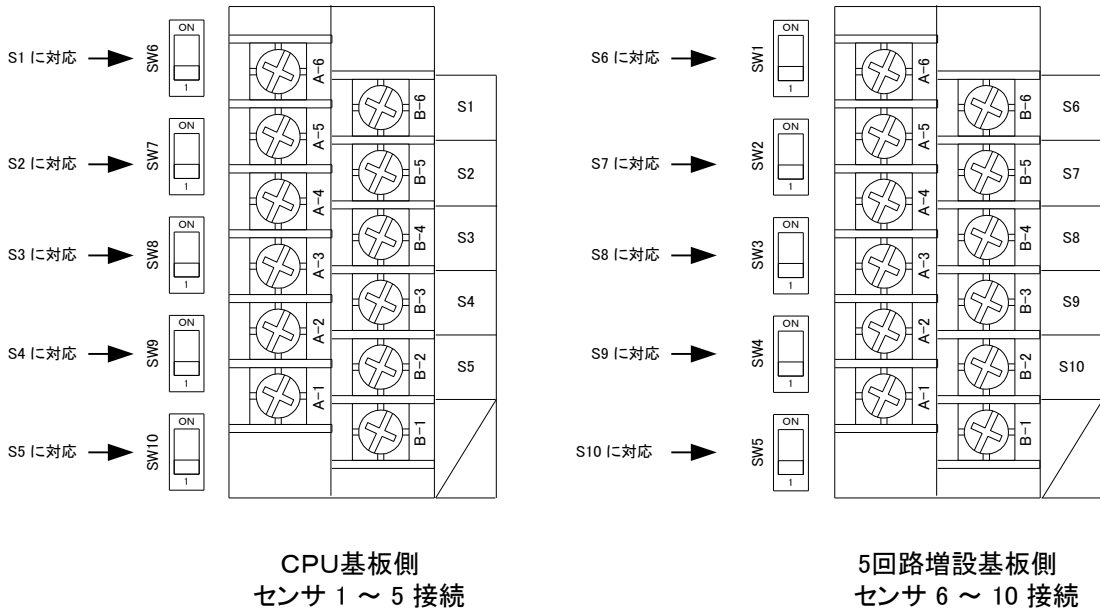 S1 に対応
SW6
ON
1
S2 に対応
SW7
ON
1
S3 に対応
SW8
ON
1
S4 に対応
SW9
ON
1
S5 に対応
SW10
ON
1
A-6
A-5
A-4
A-3
A-2
A-1
B-6
B-5
B-4
B-3
B-2
B-1
S1
S2
S3
S4
S5
CPU基板側
センサ 1 ～ 5 接続
S6 に対応
SW1
ON
1
S7 に対応
SW2
ON
1
S8 に対応
SW3
ON
1
S9 に対応
SW4
ON
1
S10 に対応
SW5
ON
1
A-6
A-5
A-4
A-3
A-2
A-1
B-6
B-5
B-4
B-3
B-2
B-1
S6
S7
S8
S9
S10
5回路増設基板側
センサ 6 ～ 10 接続